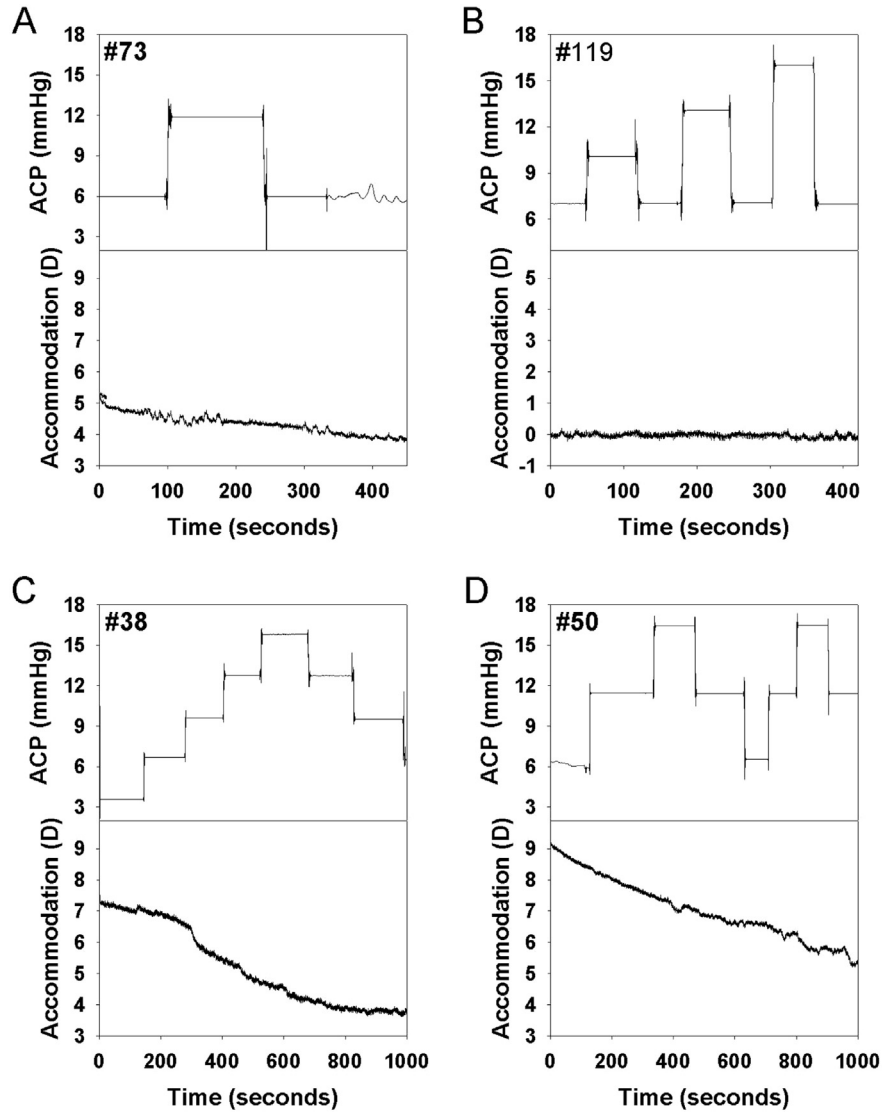 A
#73
ACP (mmHg)
18
15
12
9
6
3
Accommodation (D)
9
8
7
6
5
4
3
0 100 200 300 400
Time (seconds)
B
#119
ACP (mmHg)
18
15
12
9
6
Accommodation (D)
5
4
3
2
1
0
-1
0 100 200 300 400
Time (seconds)
C
#38
ACP (mmHg)
18
15
12
9
6
3
Accommodation (D)
9
8
7
6
5
4
3
0 200 400 600 800 1000
Time (seconds)
D
#50
ACP (mmHg)
18
15
12
9
6
3
Accommodation (D)
9
8
7
6
5
4
3
0 200 400 600 800 1000
Time (seconds)